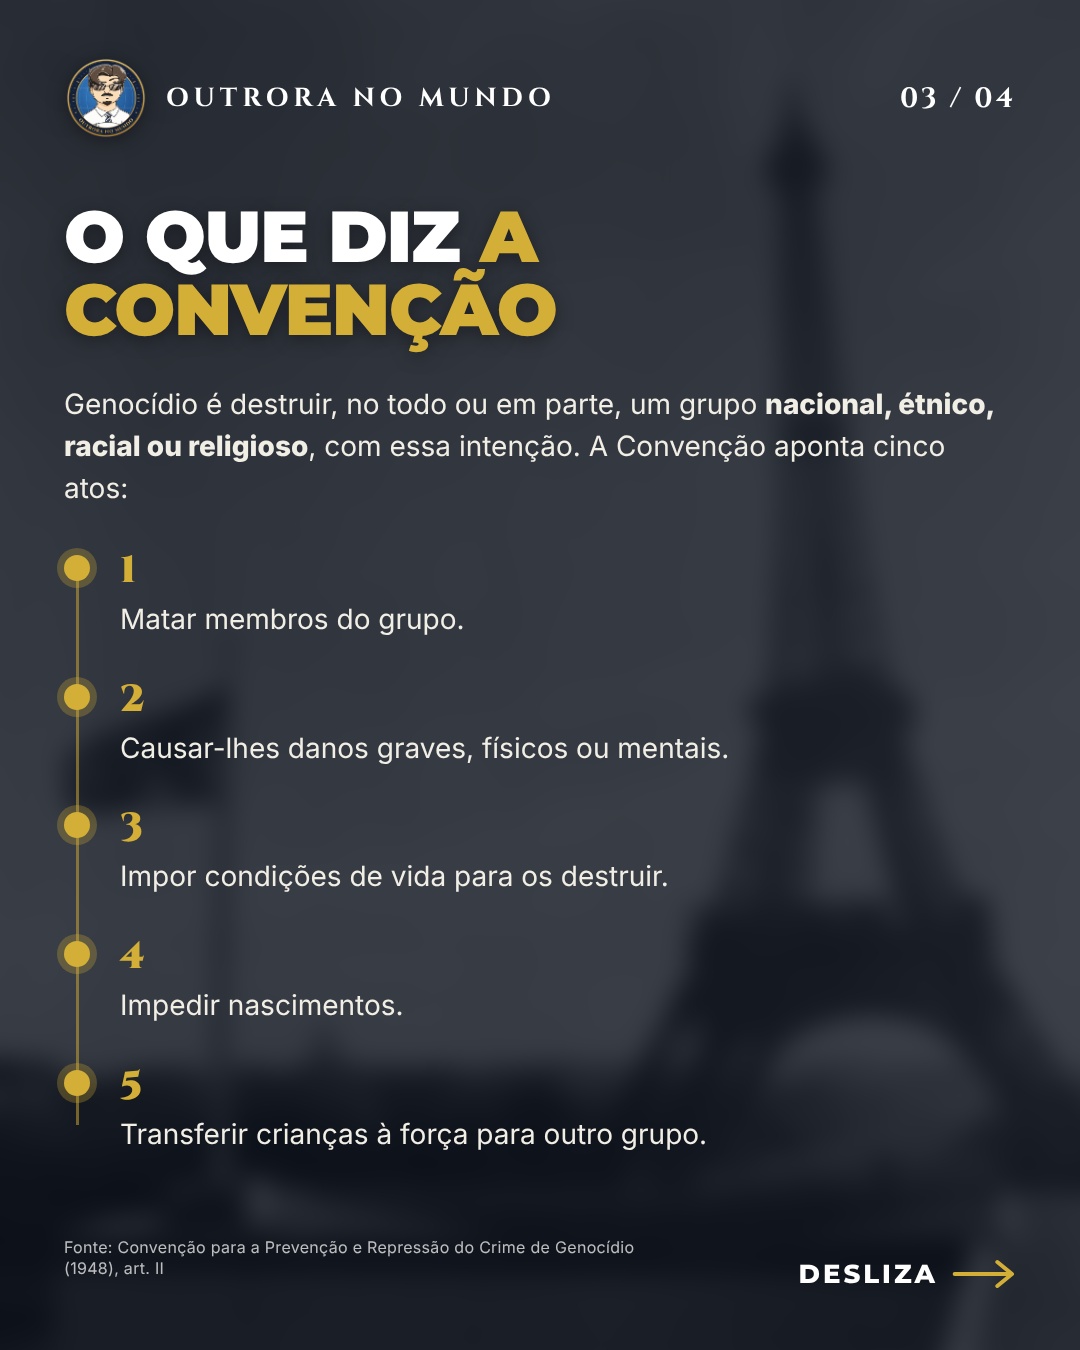 OUTRORA NO MUNDO
03 / 04
O QUE DIZ A
CONVENÇÃO
Genocídio é destruir, no todo ou em parte, um grupo nacional, étnico,
racial ou religioso, com essa intenção. A Convenção aponta cinco
atos:
1
Matar membros do grupo.
2
Causar-lhes danos graves, físicos ou mentais.
3
Impor condições de vida para os destruir.
4
Impedir nascimentos.
5
Transferir crianças à força para outro grupo.
Fonte: Convenção para a Prevenção e Repressão do Crime de Genocídio
(1948), art. II
DESLIZA